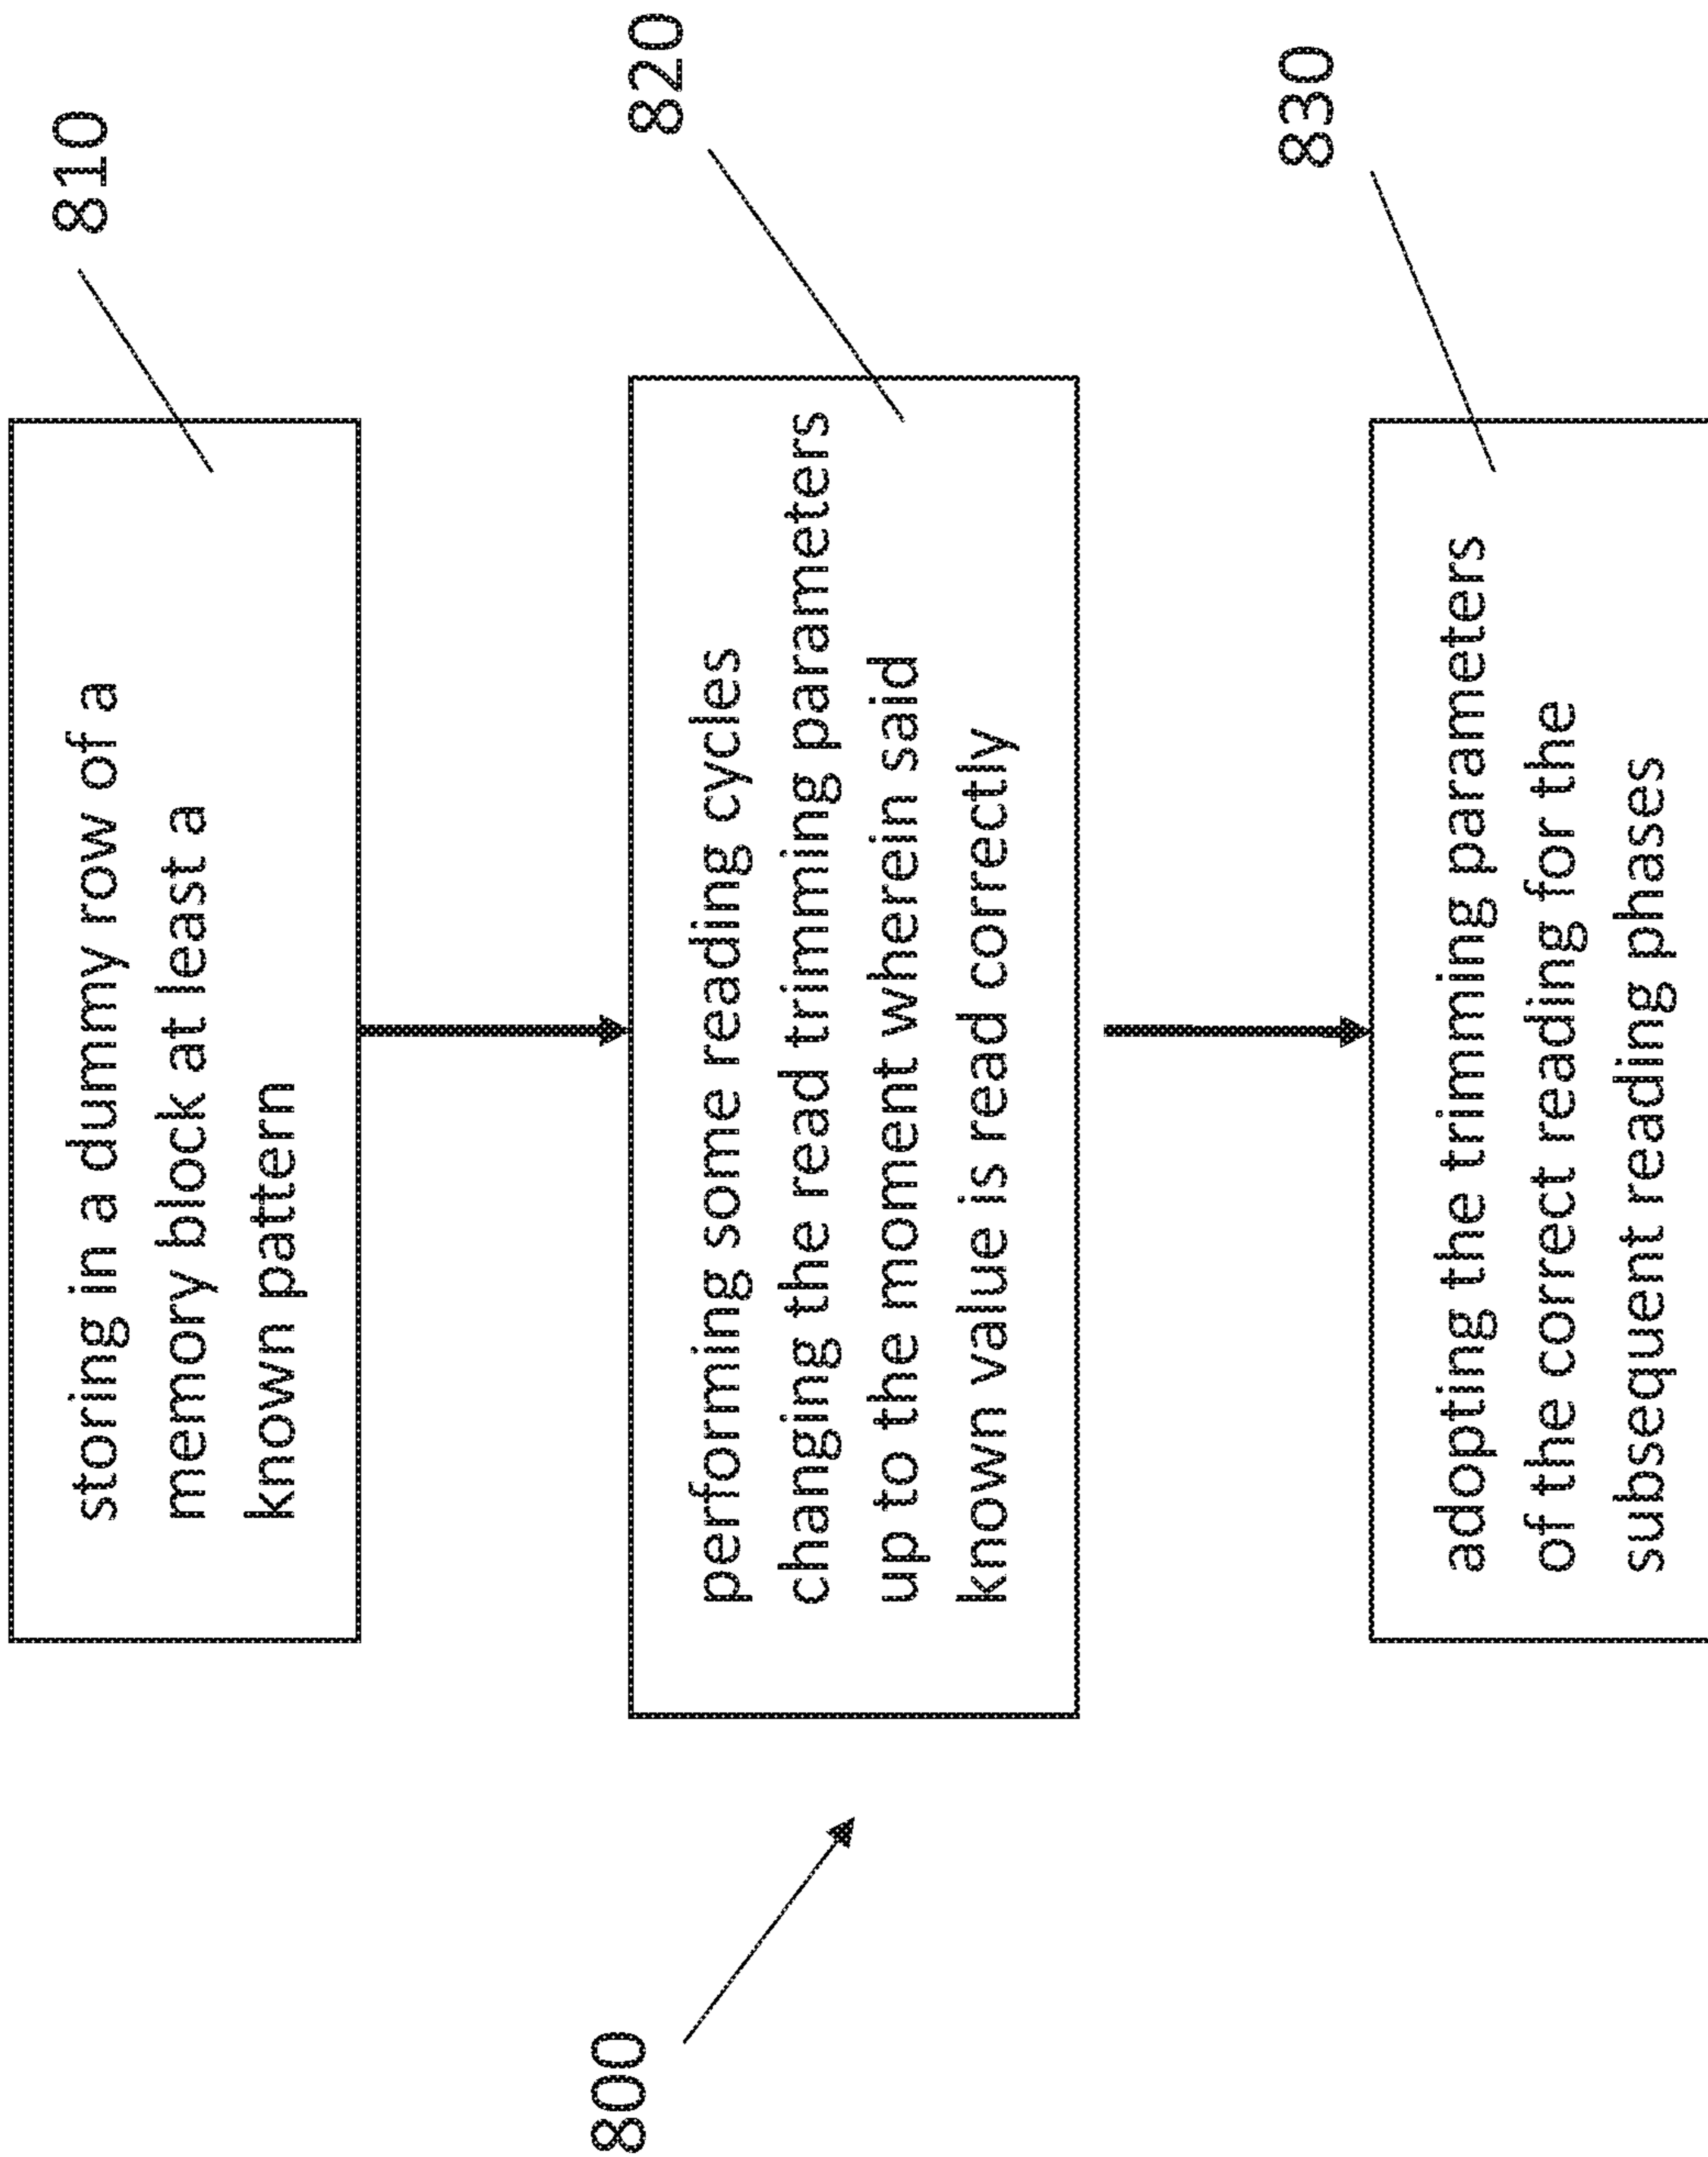 810
storing in a dummy row of a
memory block at least a
known pattern
820
performing some reading cycles
changing the read trimming parameters
up to the moment wherein said
known value is read correctly
800
830
adopting the trimming parameters
of the correct reading for the
subsequent reading phases